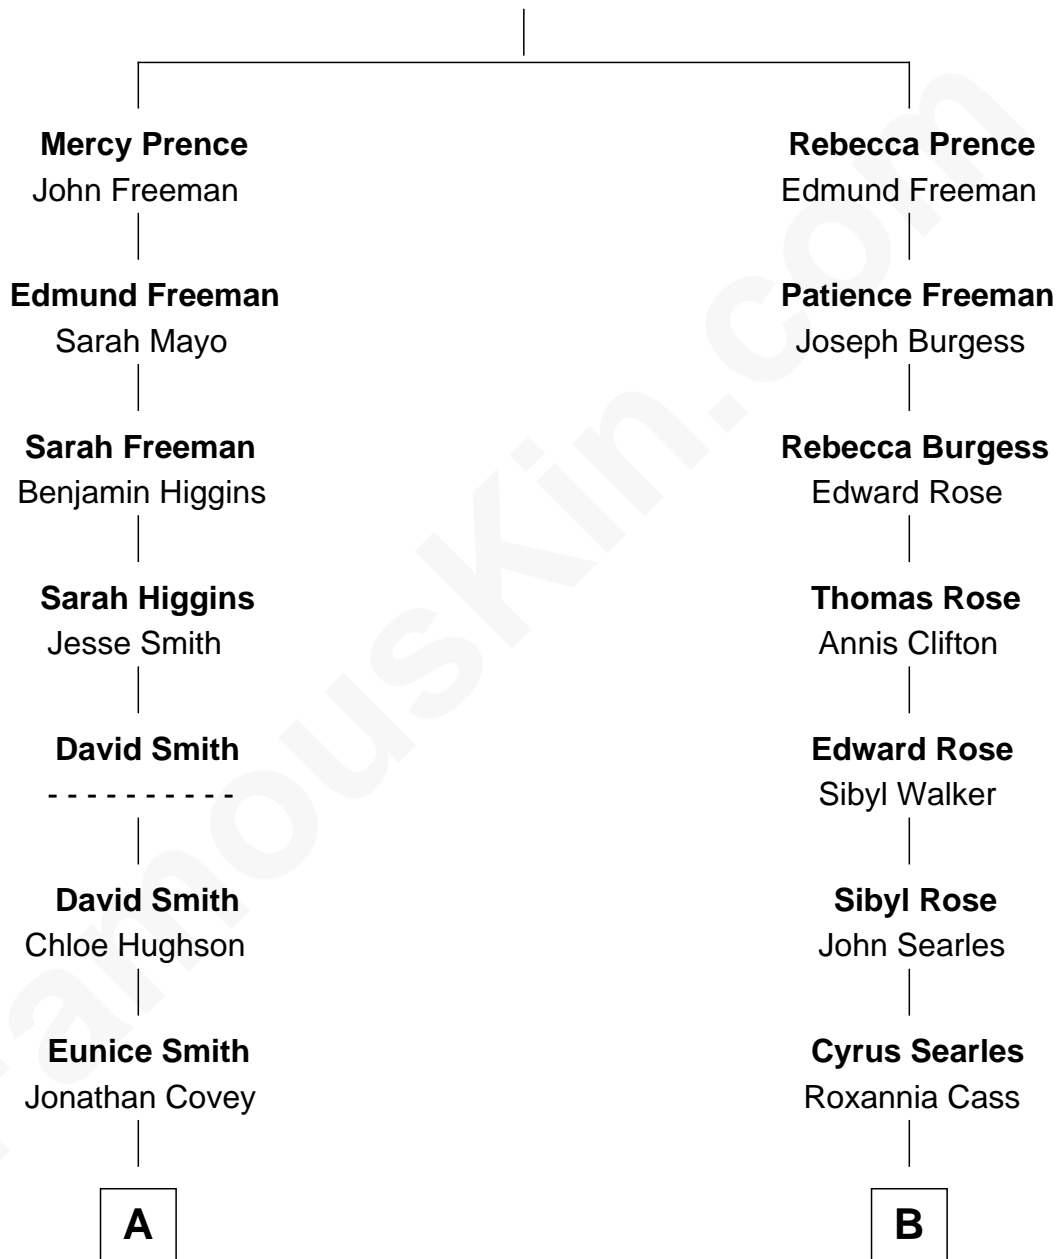 Mercy Prence
John Freeman
Edmund Freeman
Sarah Mayo
Sarah Freeman
Benjamin Higgins
Sarah Higgins
Jesse Smith
David Smith
- - - - - - - - - -
David Smith
Chloe Hughson
Eunice Smith
Jonathan Covey
A
Rebecca Prence
Edmund Freeman
Patience Freeman
Joseph Burgess
Rebecca Burgess
Edward Rose
Thomas Rose
Annis Clifton
Edward Rose
Sibyl Walker
Sibyl Rose
John Searles
Cyrus Searles
Roxannia Cass
B
FamousKin.com